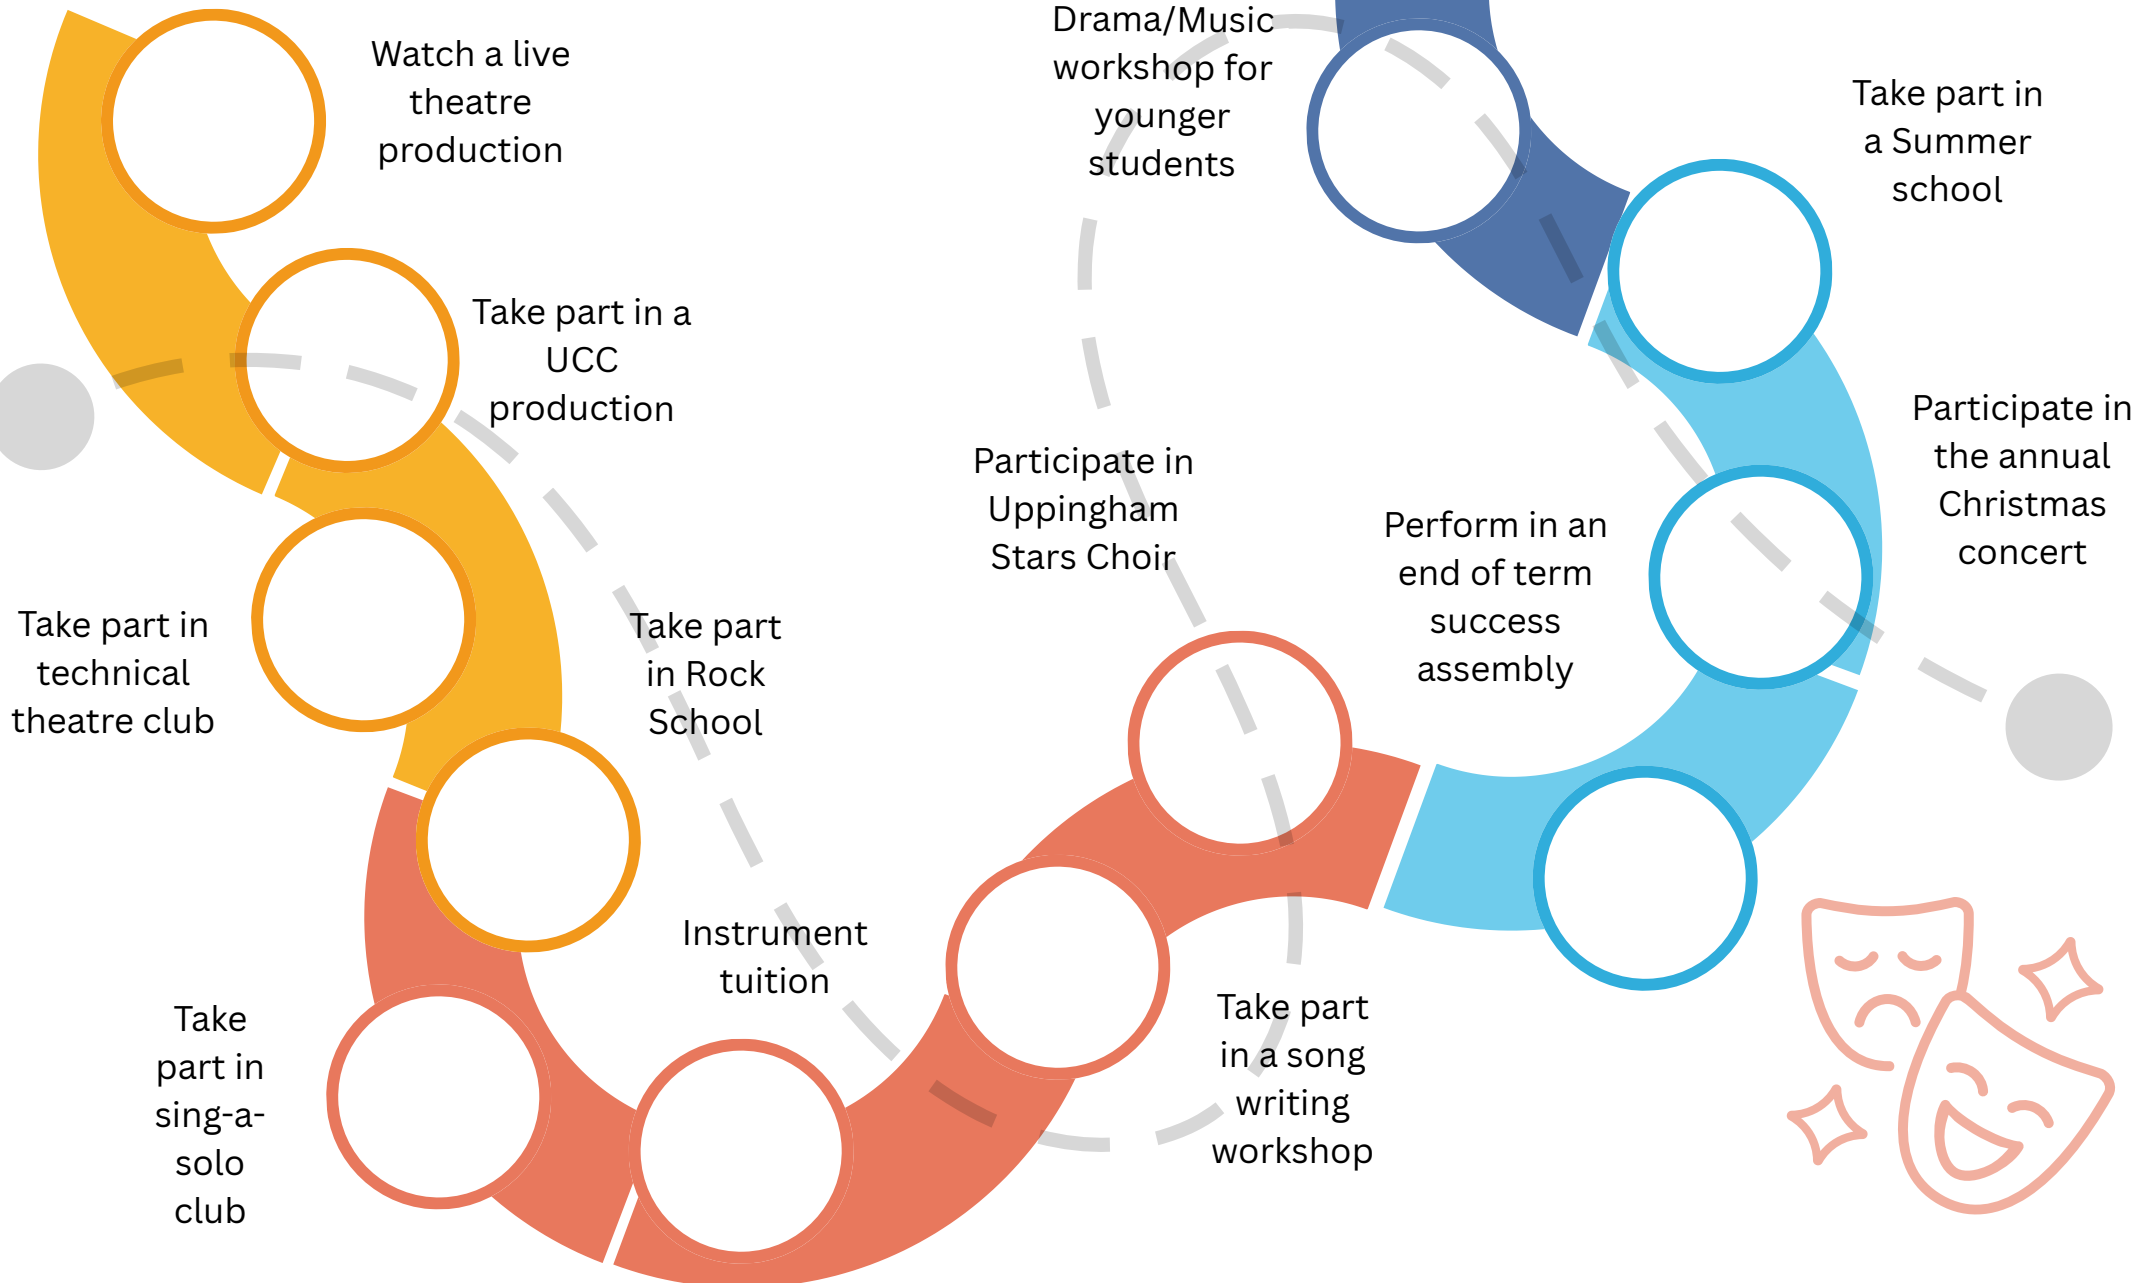 Watch a live
theatre
production
Take part in a
UCC
production
Take part in
technical
theatre club
Take part
in Rock
School
Take
part in
sing-a-
solo
club
Instrument
tuition
Take part
in a song
writing
workshop
Participate in
Uppingham
Stars Choir
Perform in an
end of term
success
assembly
Participate in
the annual
Christmas
concert
Take part in
a Summer
school
Drama/Music
workshop for
younger
students